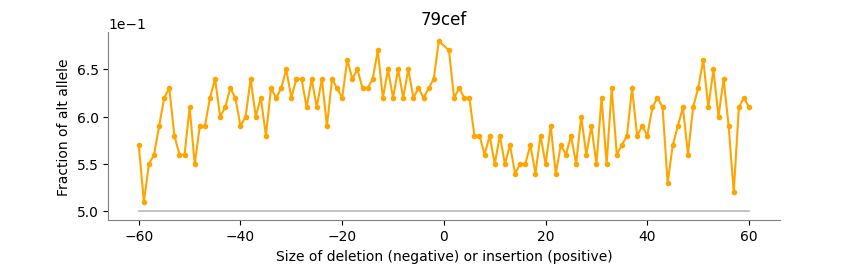 79cef
1e−1
6.5
6.0
5.5
5.0
Fraction of alt allele
−60 −40 −20 0 20 40 60
Size of deletion (negative) or insertion (positive)